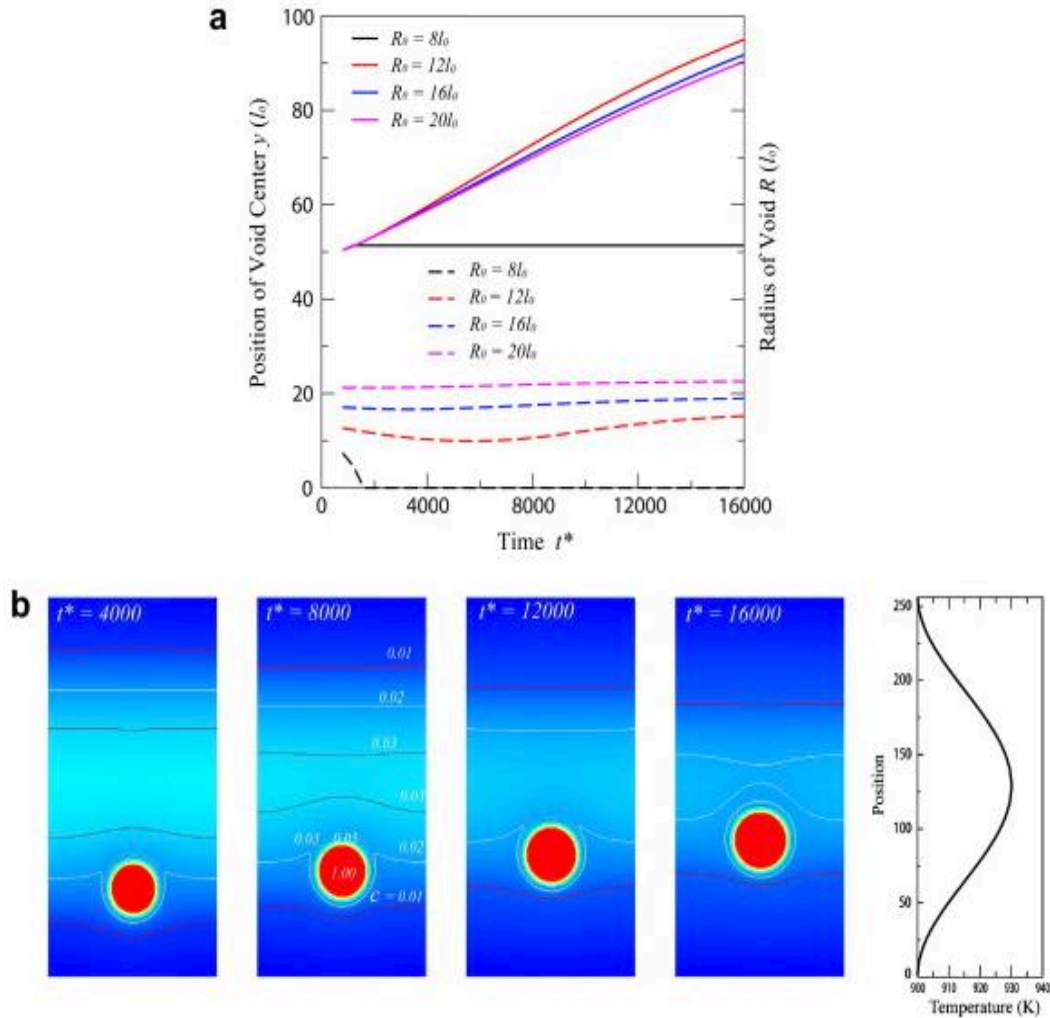 a
100
80
60
40
20
0
Position of Void Center y (l₀)
R₀ = 8l₀
R₀ = 12l₀
R₀ = 16l₀
R₀ = 20l₀
R₀ = 8l₀
R₀ = 12l₀
R₀ = 16l₀
R₀ = 20l₀
Radius of Void R (l₀)
0 4000 8000 12000 16000
Time t*
b
t* = 4000
t* = 8000
0.01
0.02
0.03
0.03
0.03 0.05
0.02
1.00
C = 0.01
t* = 12000
t* = 16000
250
200
150
100
50
0
Position
900 910 920 930 940
Temperature (K)